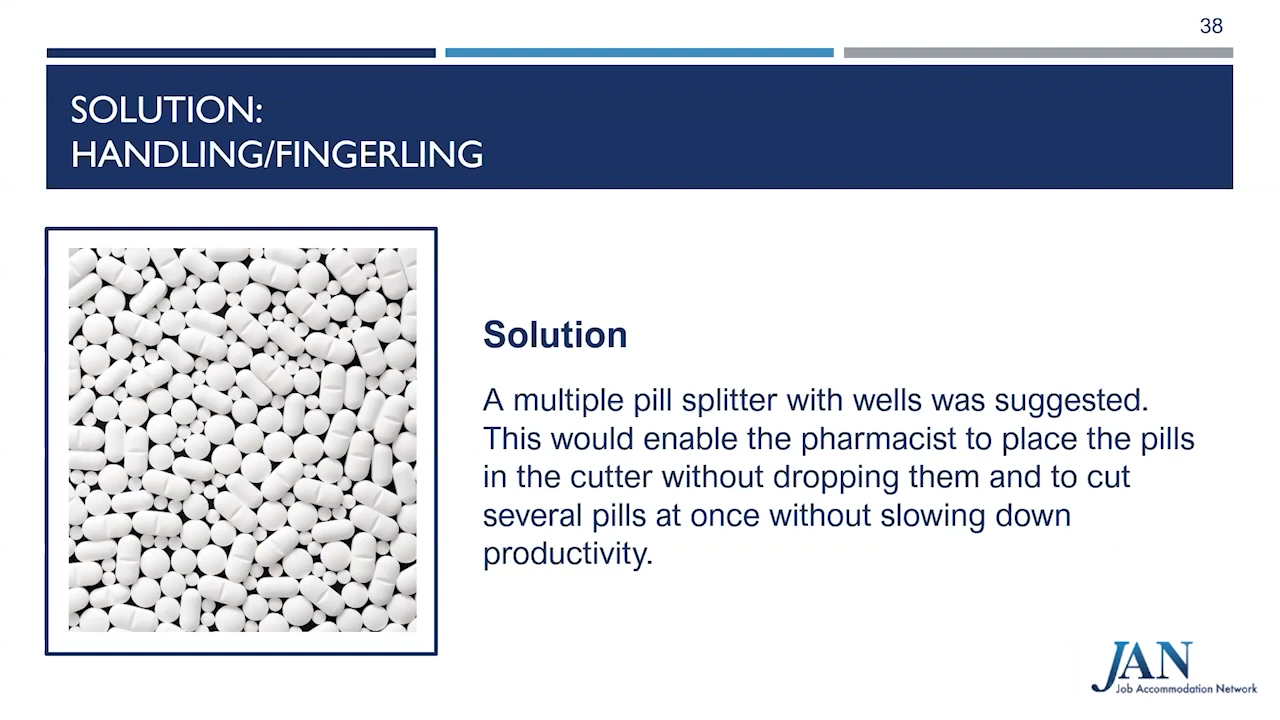 38
SOLUTION:
HANDLING/FINGERLING
Solution
A multiple pill splitter with wells was suggested.
This would enable the pharmacist to place the pills
in the cutter without dropping them and to cut
several pills at once without slowing down
productivity.
JAN
Job Accommodation Network